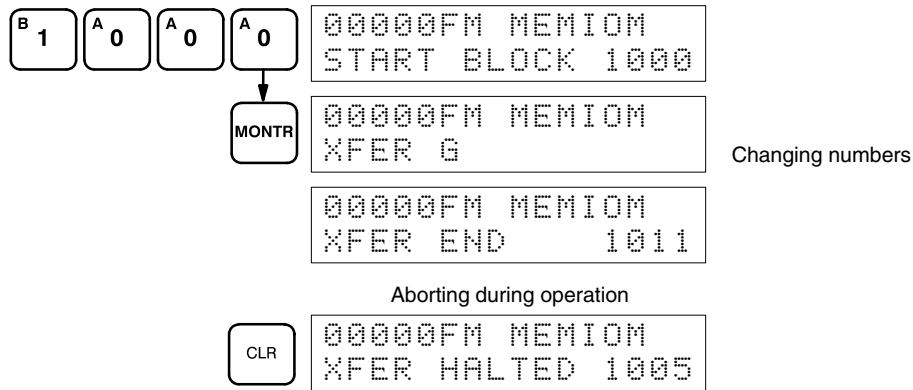 B 1 A 0 A 0 A 0
00000FM MEMIOM
START BLOCK 1000
MONTR
00000FM MEMIOM
XFER G
Changing numbers
00000FM MEMIOM
XFER END 1011
Aborting during operation
CLR
00000FM MEMIOM
XFER HALTED 1005